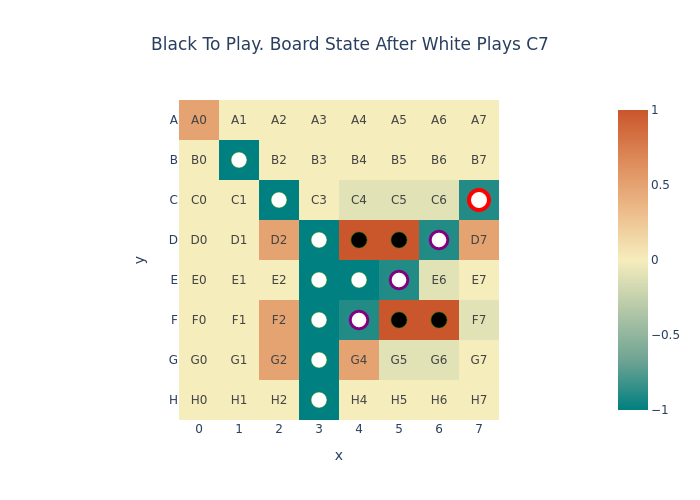 Black To Play. Board State After White Plays C7
A A0 A1 A2 A3 A4 A5 A6 A7
B B0 B2 B3 B4 B5 B6 B7
C C0 C1 C3 C4 C5 C6
D D0 D1 D2 D7
E E0 E1 E2 E6 E7
F F0 F1 F2 F7
G G0 G1 G2 G4 G5 G6 G7
H H0 H1 H2 H4 H5 H6 H7
0 1 2 3 4 5 6 7
x
y
1
0.5
0
−0.5
−1